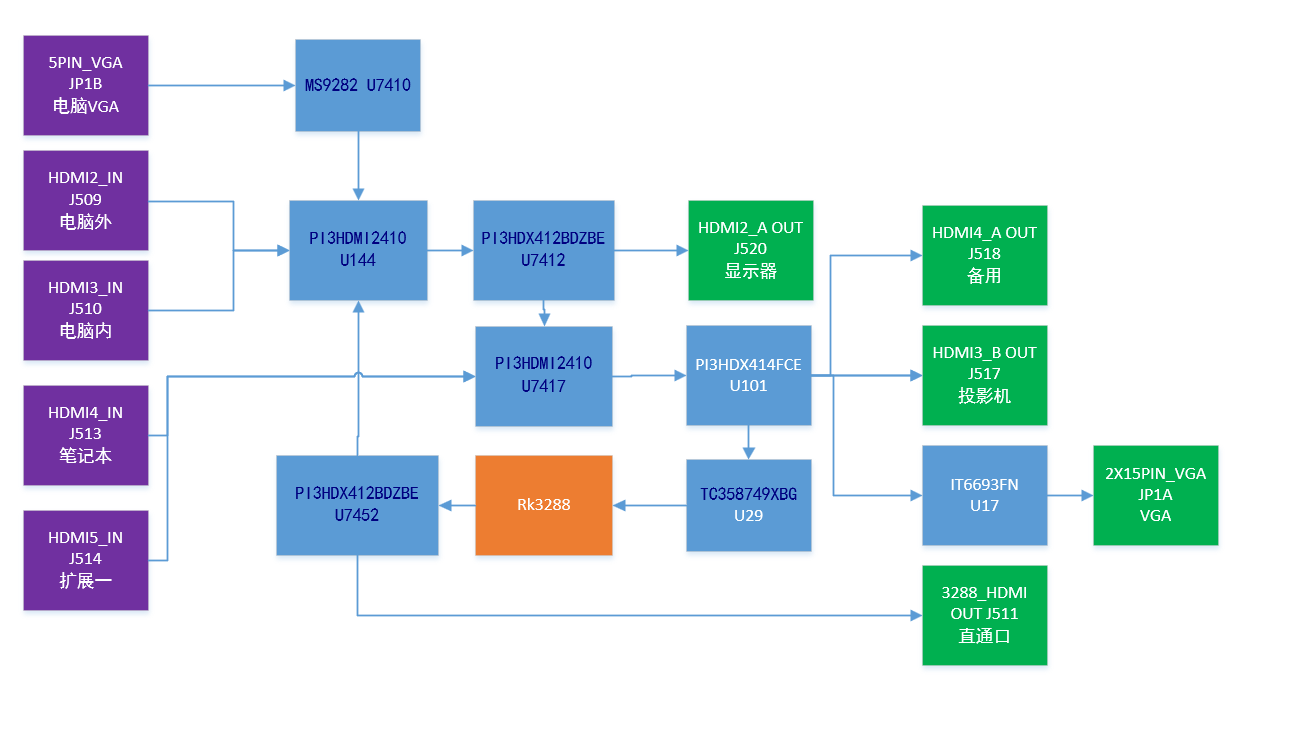 5PIN_VGA
JP1B
电脑VGA
MS9282 U7410
HDMI2_IN
J509
电脑外
HDMI3_IN
J510
电脑内
PI3HDMI2410
U144
PI3HDX412BDZBE
U7412
HDMI2_A OUT
J520
显示器
HDMI4_A OUT
J518
备用
PI3HDMI2410
U7417
PI3HDX414FCE
U101
HDMI3_B OUT
J517
投影机
HDMI4_IN
J513
笔记本
PI3HDX412BDZBE
U7452
Rk3288
TC358749XBG
U29
IT6693FN
U17
2X15PIN_VGA
JP1A
VGA
HDMI5_IN
J514
扩展一
3288_HDMI
OUT J511
直通口